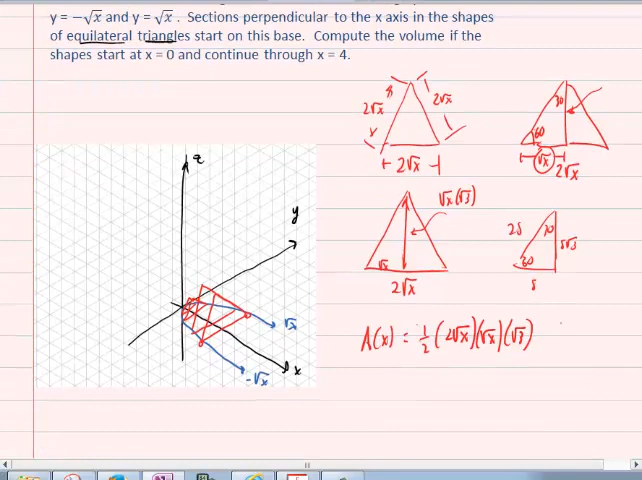 y = −√x and y = √x. Sections perpendicular to the x axis in the shapes
of equilateral triangles start on this base. Compute the volume if the
shapes start at x = 0 and continue through x = 4.
2√x
2√x
2√x
30
60
√x
2√x
√x(√3)
√x
2√x
2s
30
s√3
60
s
A(x) = 1/2 (2√x)(√x)(√3)
z
y
√x
-√x
x